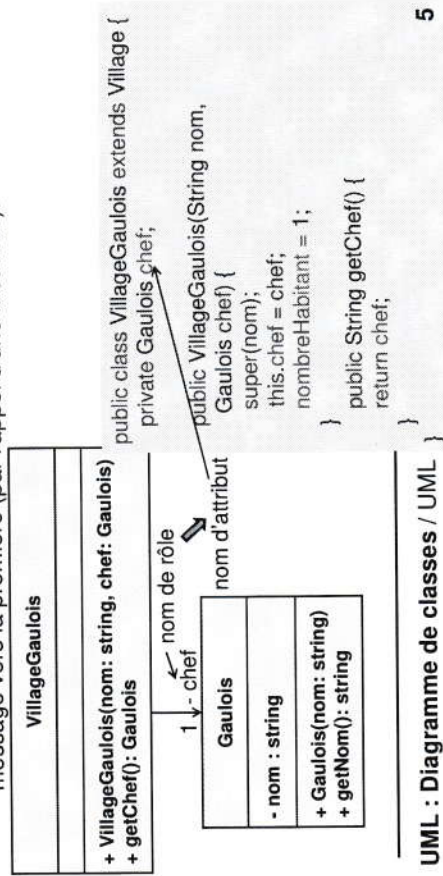 message vers la première (par rapport
VillageGaulois
+ VillageGaulois(nom: string, chef: Gaulois)
+ getChef(): Gaulois
1
- chef
nom de rôle
nom d'attribut
Gaulois
- nom : string
+ Gaulois(nom: string)
+ getNom(): string
public class VillageGaulois extends Village {
private Gaulois chef;
public VillageGaulois(String nom,
Gaulois chef) {
super(nom);
this.chef = chef;
nombreHabitant = 1;
}
public String getChef() {
return chef;
}
}
UML : Diagramme de classes / UML
5